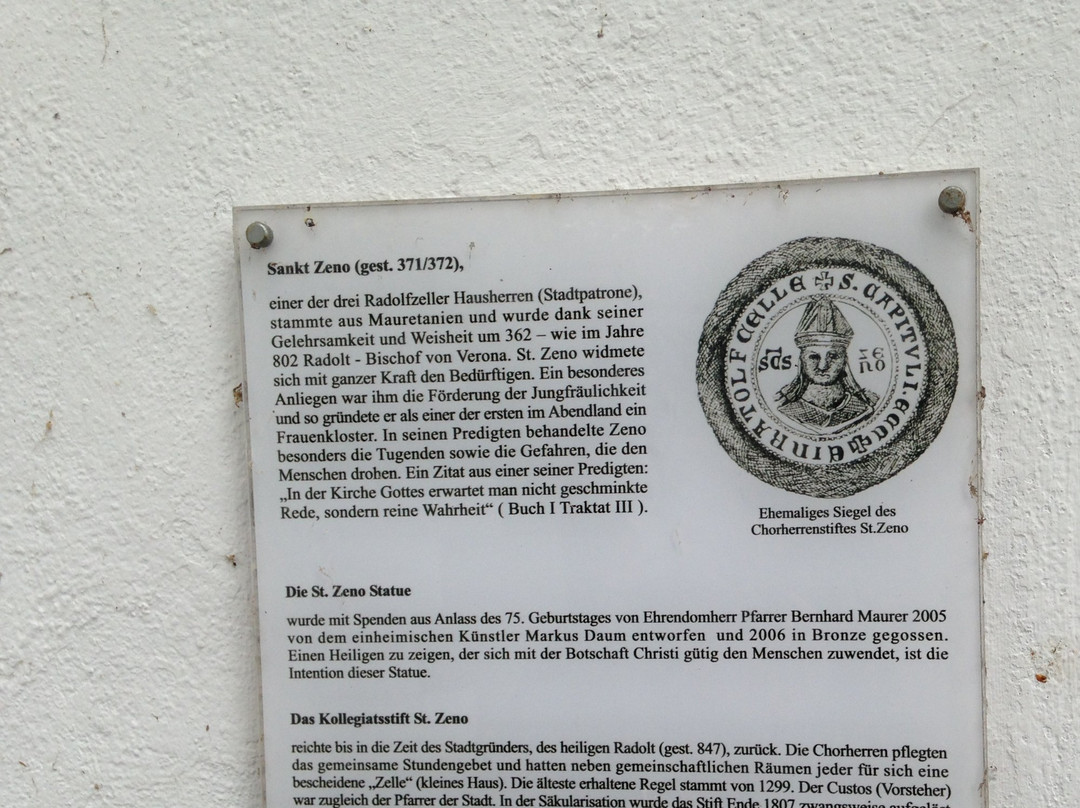 Sankt Zeno (gest. 371/372),
einer der drei Radolfzeller Hausherren (Stadtpatrone),
stammte aus Mauretanien und wurde dank seiner
Gelehrsamkeit und Weisheit um 362 – wie im Jahre
802 Radolt - Bischof von Verona. St. Zeno widmete
sich mit ganzer Kraft den Bedürftigen. Ein besonderes
Anliegen war ihm die Förderung der Jungfräulichkeit
und so gründete er als einer der ersten im Abendland ein
Frauenkloster. In seinen Predigten behandelte Zeno
besonders die Tugenden sowie die Gefahren, die den
Menschen drohen. Ein Zitat aus einer seiner Predigten:
„In der Kirche Gottes erwartet man nicht geschminkte
Rede, sondern reine Wahrheit“ ( Buch I Traktat III ).
S. CAPITVLI
RATOLFCELLE
SCS
ZENO
Ehemaliges Siegel des
Chorherrenstiftes St.Zeno
Die St. Zeno Statue
wurde mit Spenden aus Anlass des 75. Geburtstages von Ehrendomherr Pfarrer Bernhard Maurer 2005
von dem einheimischen Künstler Markus Daum entworfen und 2006 in Bronze gegossen.
Einen Heiligen zu zeigen, der sich mit der Botschaft Christi gütig den Menschen zuwendet, ist die
Intention dieser Statue.
Das Kollegiatsstift St. Zeno
reichte bis in die Zeit des Stadtgründers, des heiligen Radolt (gest. 847), zurück. Die Chorherren pflegten
das gemeinsame Stundengebet und hatten neben gemeinschaftlichen Räumen jeder für sich eine
bescheidene „Zelle“ (kleines Haus). Die älteste erhaltene Regel stammt von 1299. Der Custos (Vorsteher)
war zugleich der Pfarrer der Stadt. In der Säkularisation wurde das Stift Ende 1807 zwangsweise aufgelöst